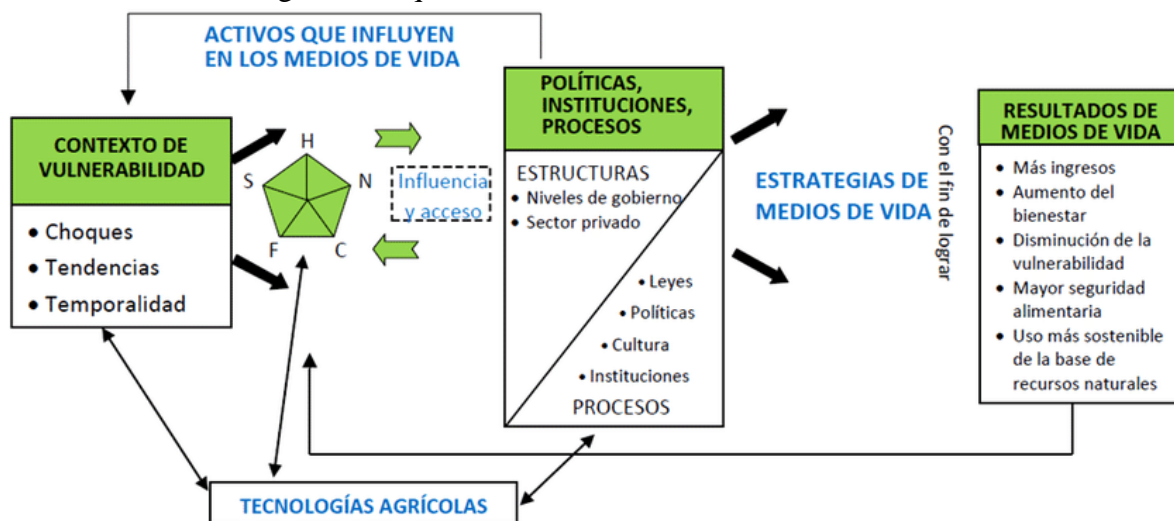 ACTIVOS QUE INFLUYEN
EN LOS MEDIOS DE VIDA
CONTEXTO DE
VULNERABILIDAD
• Choques
• Tendencias
• Temporalidad
H
S
N
F
C
Influencia
y acceso
POLÍTICAS,
INSTITUCIONES,
PROCESOS
ESTRUCTURAS
• Niveles de gobierno
• Sector privado
• Leyes
• Políticas
• Cultura
• Instituciones
PROCESOS
ESTRATEGIAS DE
MEDIOS DE VIDA
Con el fin de lograr
RESULTADOS DE
MEDIOS DE VIDA
• Más ingresos
• Aumento del
bienestar
• Disminución de la
vulnerabilidad
• Mayor seguridad
alimentaria
• Uso más sostenible
de la base de
recursos naturales
TECNOLOGÍAS AGRÍCOLAS